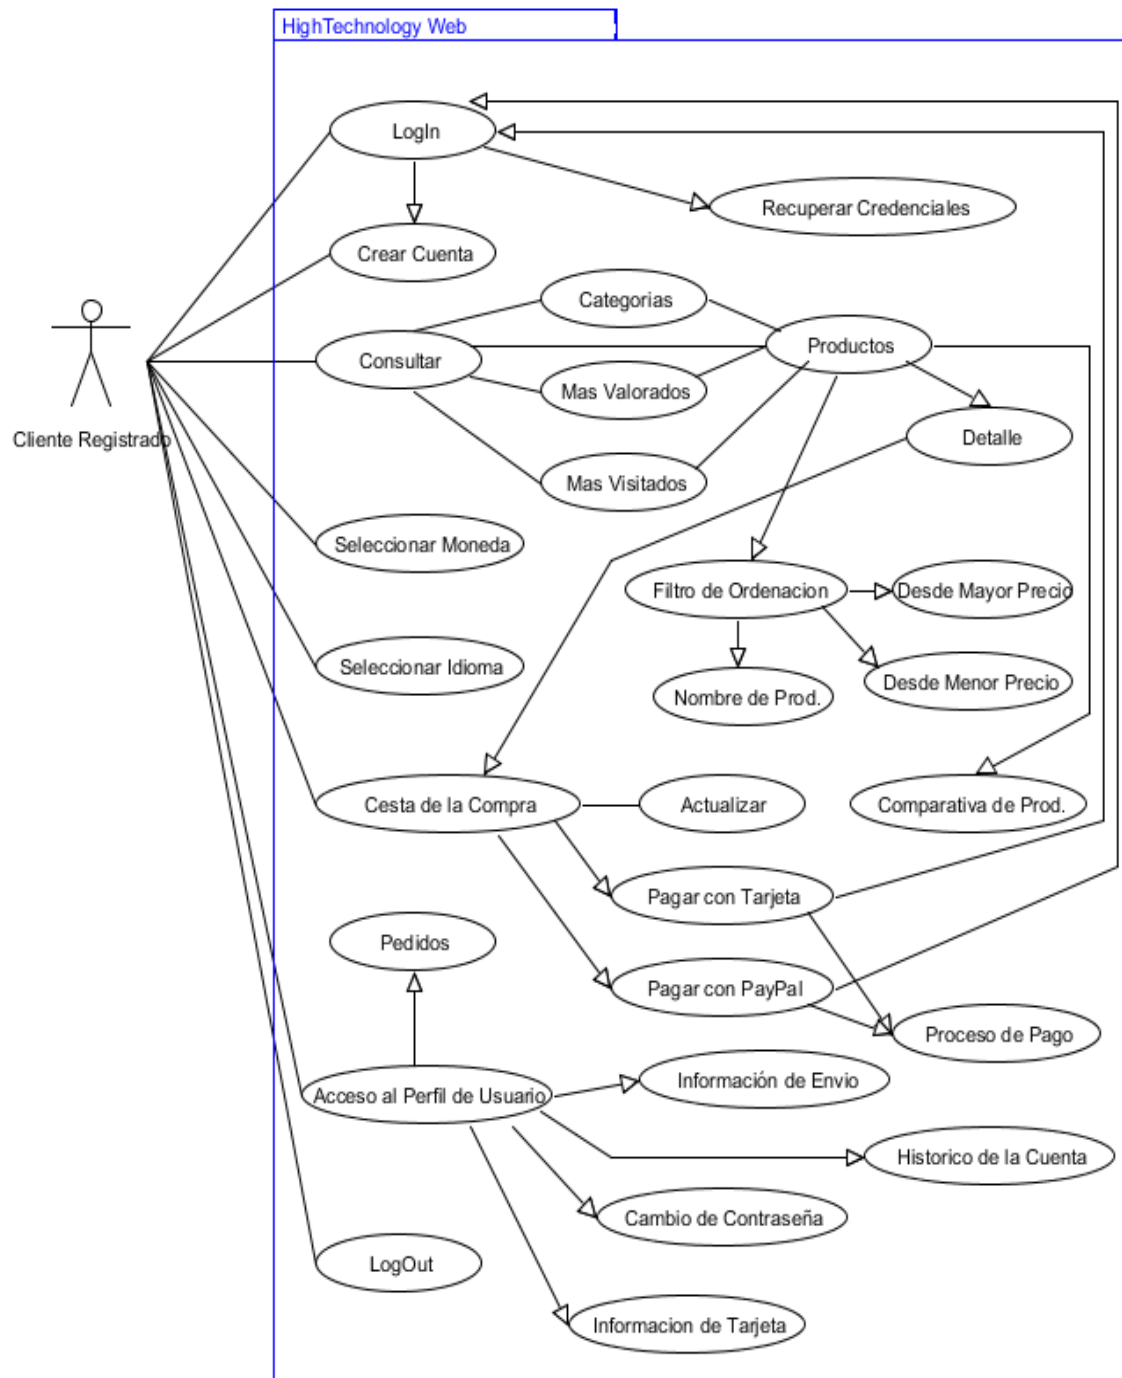 HighTechnology Web
LogIn
Recuperar Credenciales
Crear Cuenta
Categorias
Productos
Consultar
Mas Valorados
Cliente Registrado
Detalle
Mas Visitados
Seleccionar Moneda
Filtro de Ordenacion
Desde Mayor Precio
Seleccionar Idioma
Desde Menor Precio
Nombre de Prod.
Cesta de la Compra
Actualizar
Comparativa de Prod.
Pagar con Tarjeta
Pedidos
Pagar con PayPal
Proceso de Pago
Información de Envio
Acceso al Perfil de Usuario
Historico de la Cuenta
Cambio de Contraseña
LogOut
Informacion de Tarjeta